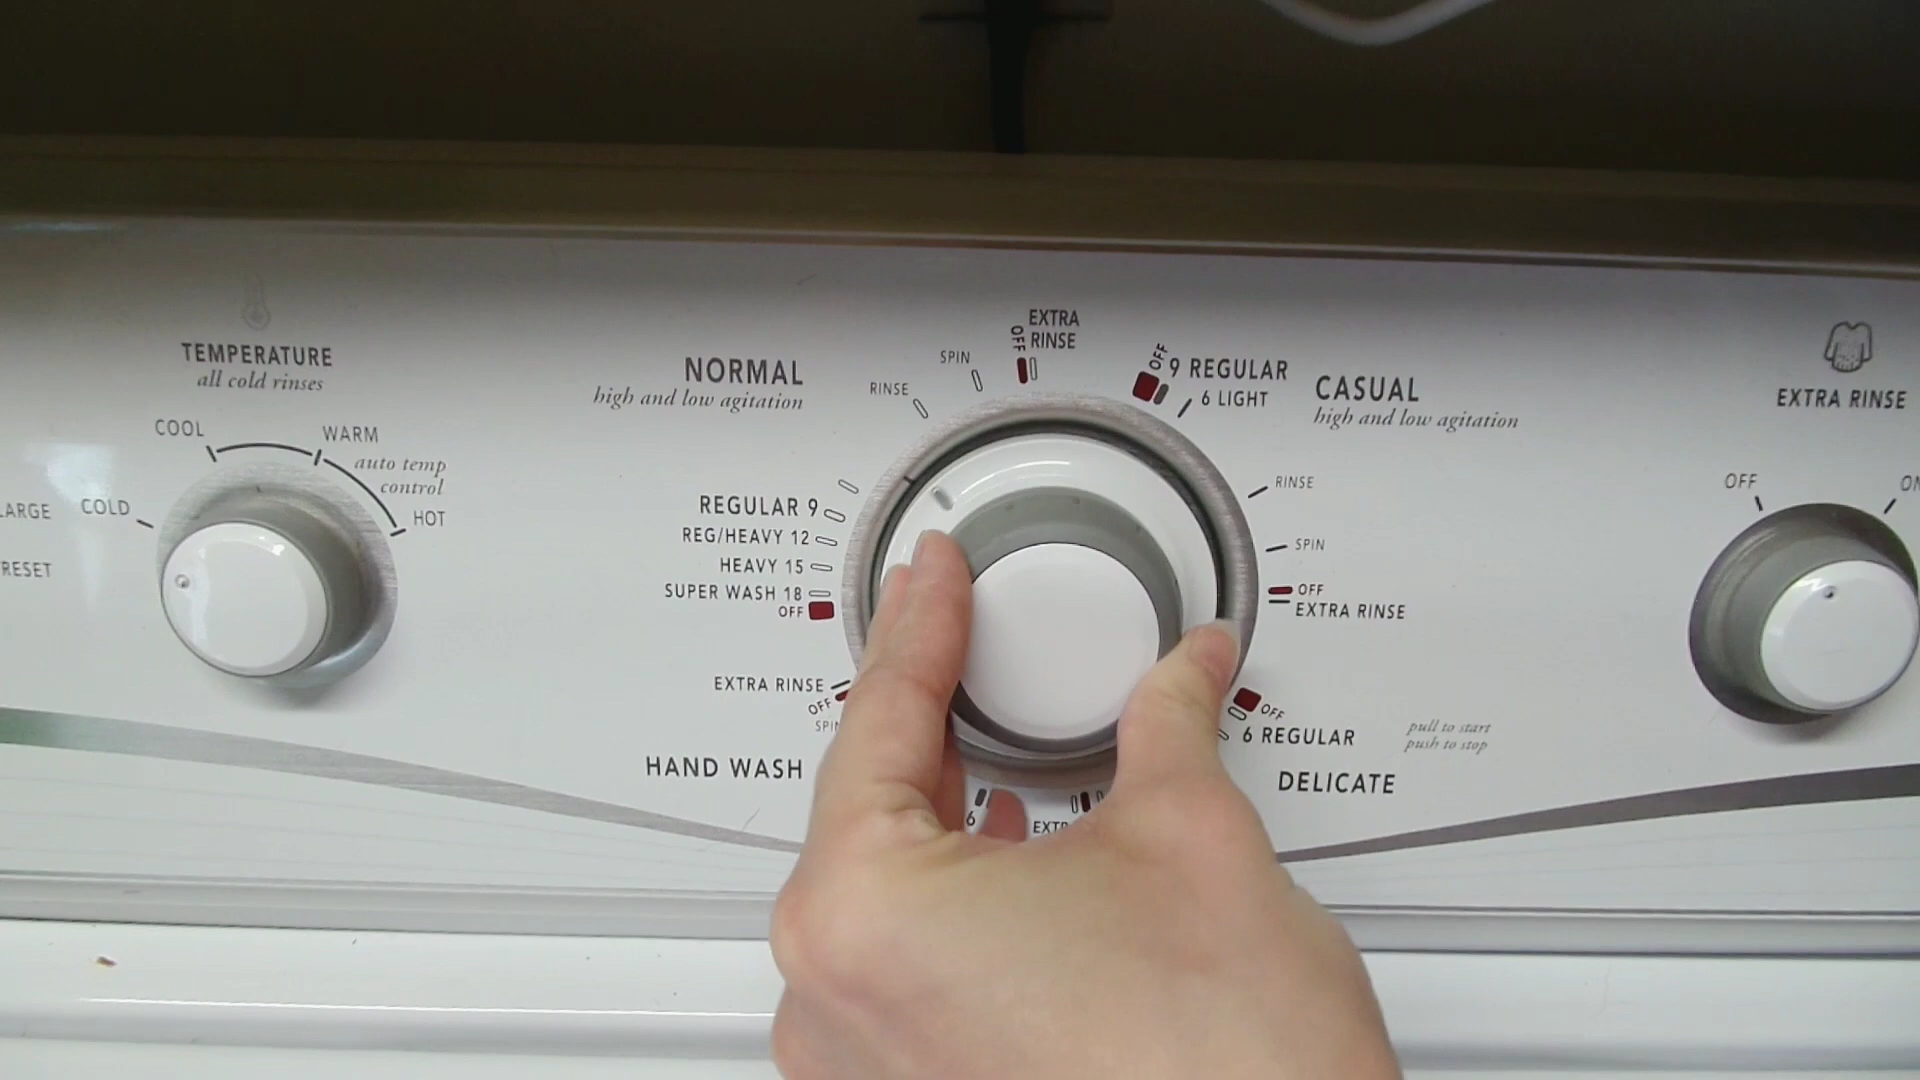 TEMPERATURE
all cold rinses
COOL
WARM
auto temp
control
COLD
HOT
LARGE
RESET
NORMAL
high and low agitation
RINSE
SPIN
OFF
EXTRA
RINSE
REGULAR 9
REG/HEAVY 12
HEAVY 15
SUPER WASH 18
OFF
EXTRA RINSE
OFF
SPIN
HAND WASH
6
OFF
9 REGULAR
6 LIGHT
CASUAL
high and low agitation
RINSE
SPIN
OFF
EXTRA RINSE
OFF
6 REGULAR
DELICATE
pull to start
push to stop
EXTRA RINSE
OFF
ON